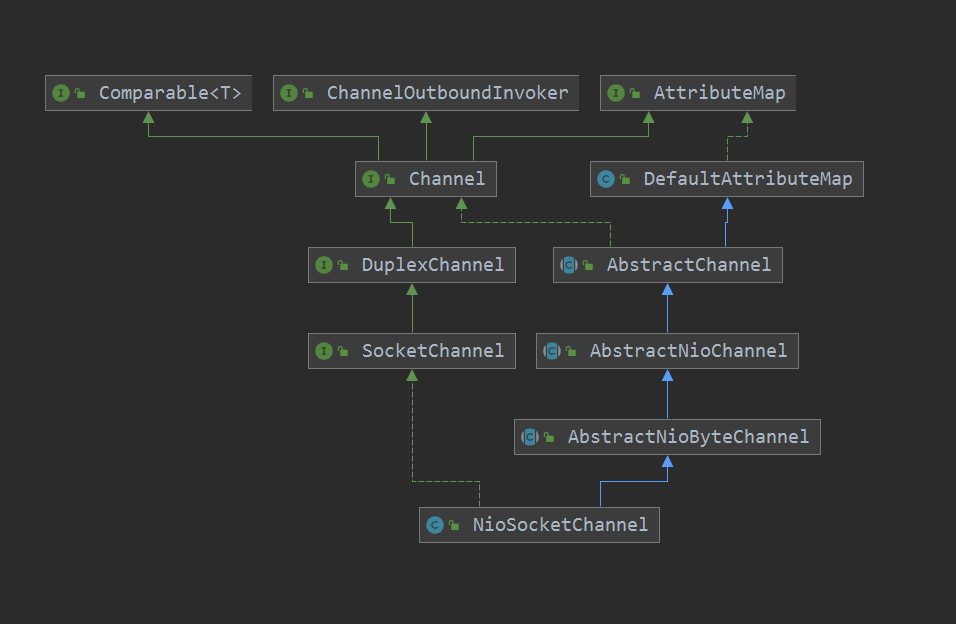 I Comparable<T>
I ChannelOutboundInvoker
I AttributeMap
I Channel
C DefaultAttributeMap
I DuplexChannel
C AbstractChannel
I SocketChannel
C AbstractNioChannel
C AbstractNioByteChannel
C NioSocketChannel